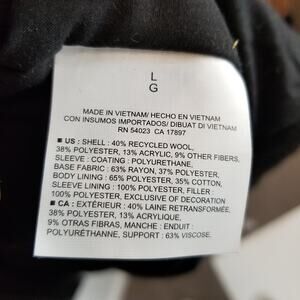 L
G
MADE IN VIETNAM/ HECHO EN VIETNAM
CON INSUMOS IMPORTADOS/ DIBUAT DI VIETNAM
RN 54023 CA 17897
■ US : SHELL : 40% RECYCLED WOOL,
38% POLYESTER, 13% ACRYLIC, 9% OTHER FIBERS,
SLEEVE : COATING : POLYURETHANE,
BASE FABRIC : 63% RAYON, 37% POLYESTER,
BODY LINING : 65% POLYESTER, 35% COTTON,
SLEEVE LINING : 100% POLYESTER, FILLER :
100% POLYESTER, EXCLUSIVE OF DECORATION
■ CA : EXTÉRIEUR : 40% LAINE RETRANSFORMÉE,
38% POLYESTER, 13% ACRYLIQUE,
9% OTRAS FIBRAS, MANCHE : ENDUIT :
POLYURÉTHANNE, SUPPORT : 63% VISCOSE,